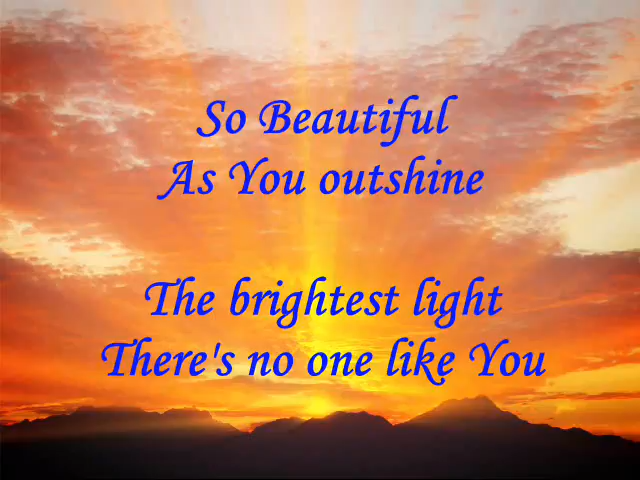 So Beautiful
As You outshine
The brightest light
There's no one like You